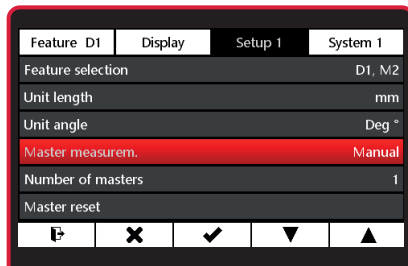 Feature D1 Display Setup 1 System 1
Feature selection D1, M2
Unit length mm
Unit angle Deg °
Master measurem. Manual
Number of masters 1
Master reset